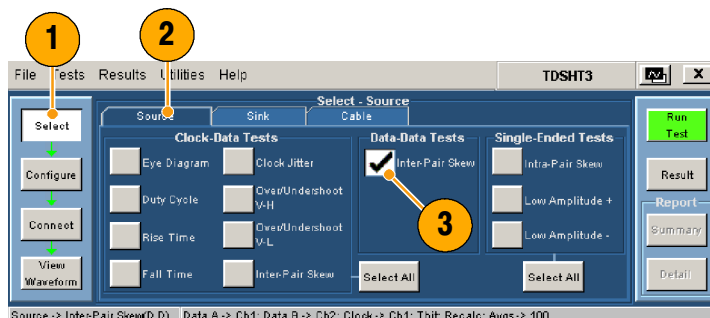 1
2
File Tests Results Utilities Help TDSHT3 X
Select - Source
Source Sink Cable
Select
Configure
Connect
View
Waveform
Clock-Data Tests
Eye Diagram Clock Jitter
Duty Cycle Over/Undershoot
V-H
Rise Time Over/Undershoot
V-L
Fall Time Inter-Pair Skew
Data-Data Tests
Inter-Pair Skew
3
Select All
Single-Ended Tests
Intra-Pair Skew
Low Amplitude +
Low Amplitude -
Select All
Run
Test
Result
Report
Summary
Detail
Source -> Inter-Pair Skew(D D) Data A -> Ch1: Data B -> Ch2: Clock -> Ch1: Tbit: Recalc: Avgs-> 100